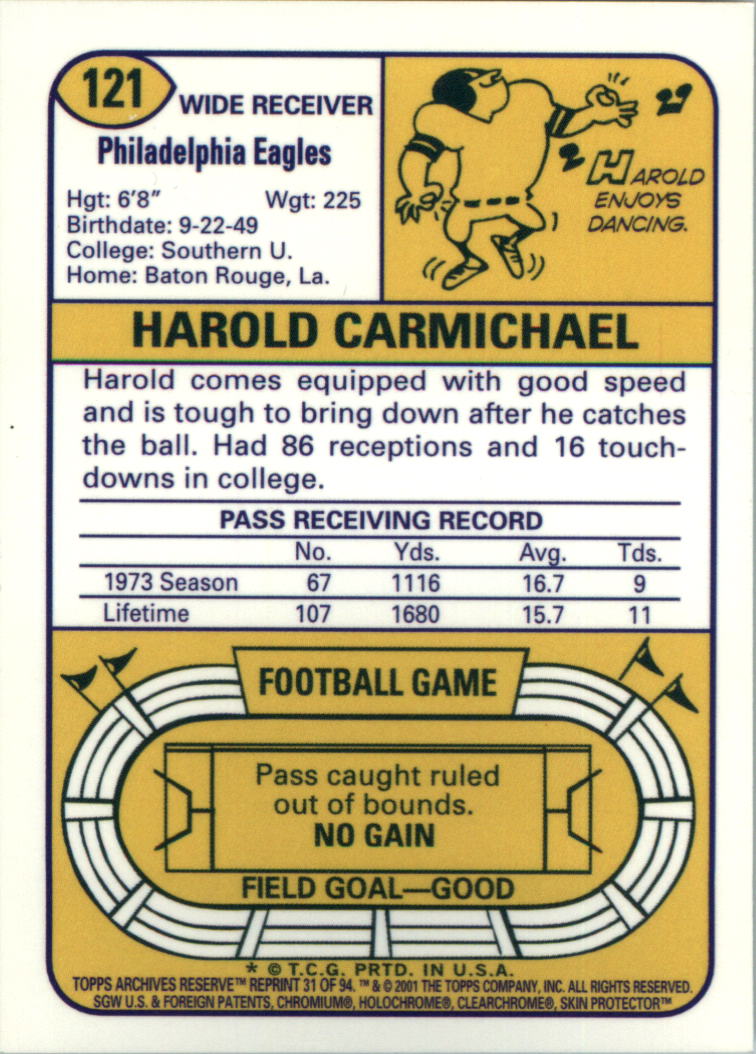 121
WIDE RECEIVER
Philadelphia Eagles
Hgt: 6'8" Wgt: 225
Birthdate: 9-22-49
College: Southern U.
Home: Baton Rouge, La.
HAROLD
ENJOYS
DANCING.
HAROLD CARMICHAEL
Harold comes equipped with good speed
and is tough to bring down after he catches
the ball. Had 86 receptions and 16 touch-
downs in college.
PASS RECEIVING RECORD
No. Yds. Avg. Tds.
1973 Season 67 1116 16.7 9
Lifetime 107 1680 15.7 11
FOOTBALL GAME
Pass caught ruled
out of bounds.
NO GAIN
FIELD GOAL—GOOD
* © T.C.G. PRTD. IN U.S.A.
TOPPS ARCHIVES RESERVE™ REPRINT 31 OF 94. ™ & © 2001 THE TOPPS COMPANY, INC. ALL RIGHTS RESERVED.
SGW U.S. & FOREIGN PATENTS, CHROMIUM®, HOLOCHROME®, CLEARCHROME®, SKIN PROTECTOR™